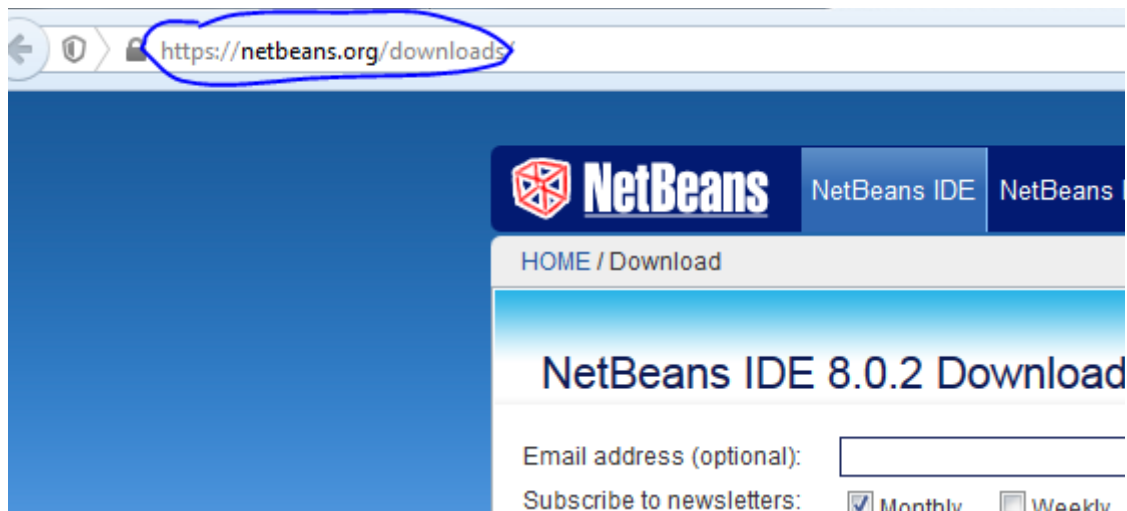 https://netbeans.org/downloads/
NetBeans NetBeans IDE NetBeans
HOME / Download
NetBeans IDE 8.0.2 Download
Email address (optional):
Subscribe to newsletters: Monthly Weekly